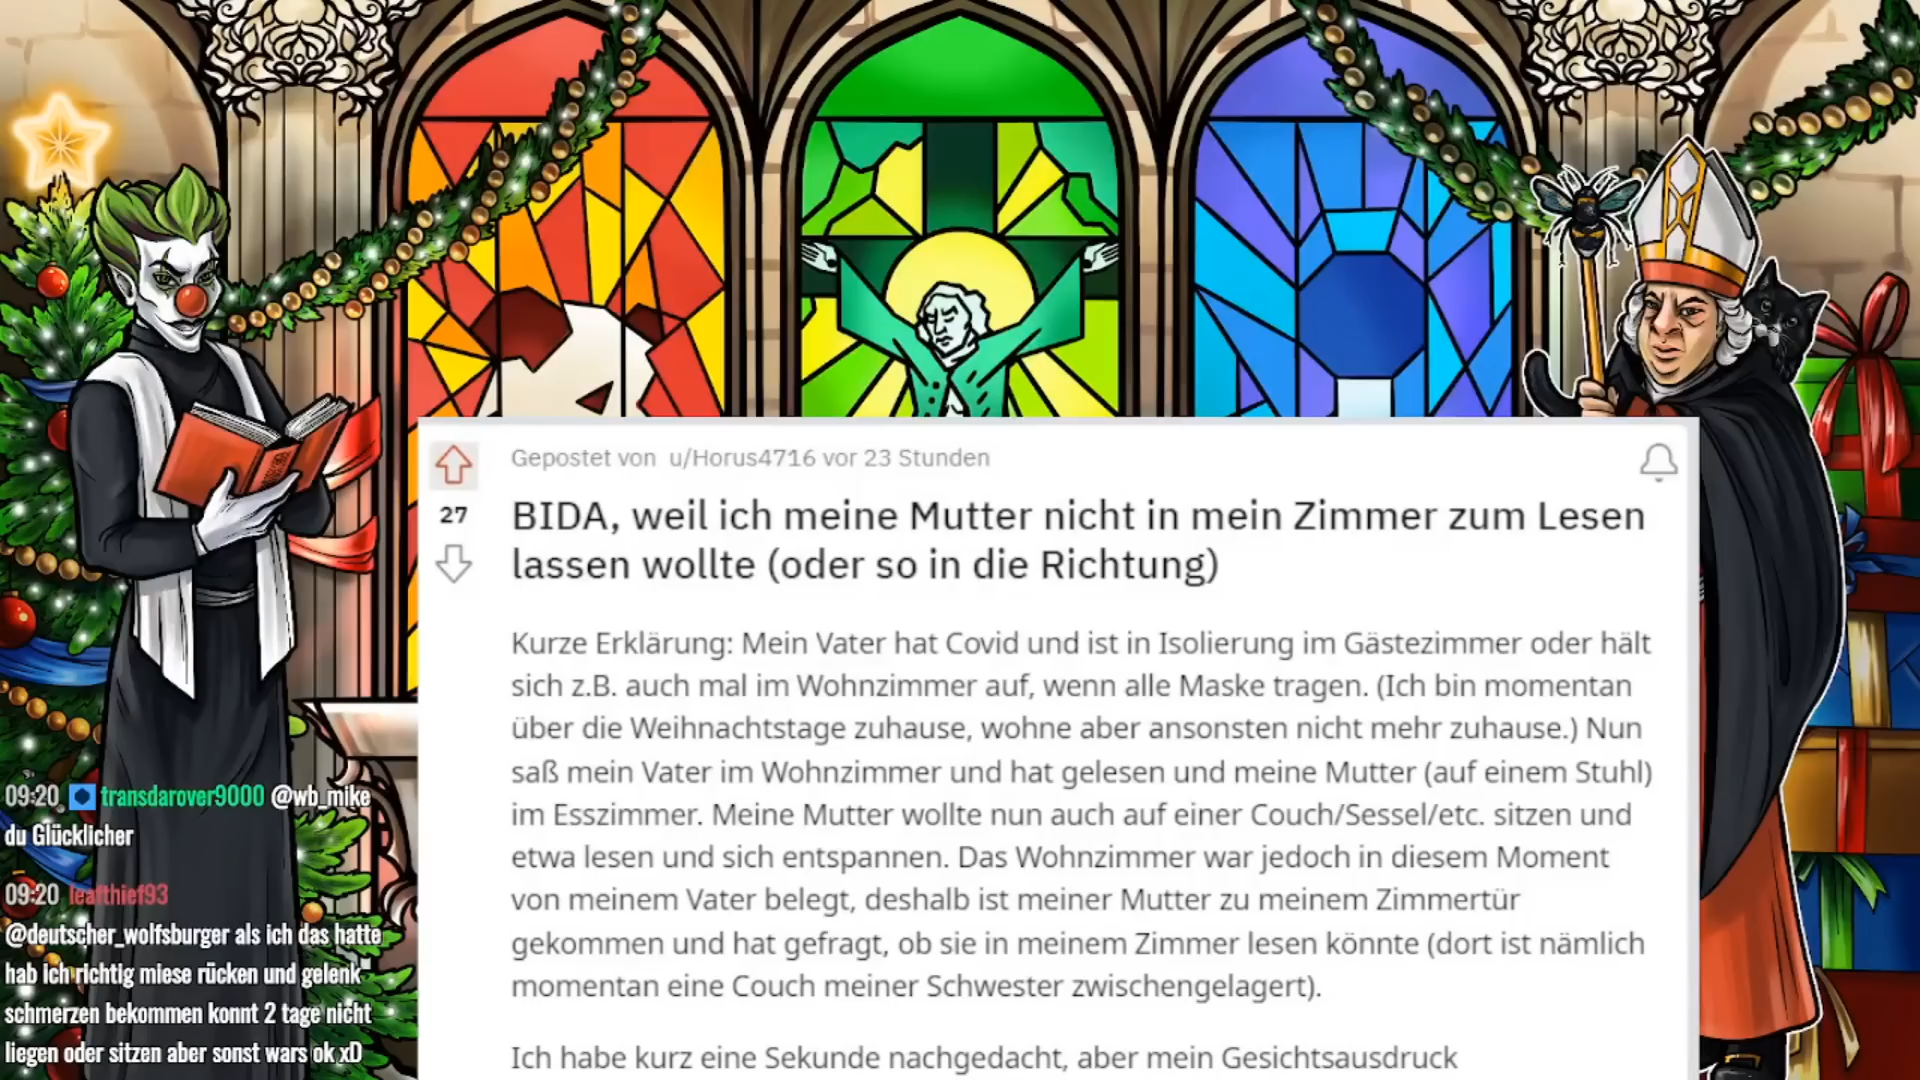 Gepostet von u/Horus4716 vor 23 Stunden
27
BIDA, weil ich meine Mutter nicht in mein Zimmer zum Lesen
lassen wollte (oder so in die Richtung)
Kurze Erklärung: Mein Vater hat Covid und ist in Isolierung im Gästezimmer oder hält
sich z.B. auch mal im Wohnzimmer auf, wenn alle Maske tragen. (Ich bin momentan
über die Weihnachtstage zuhause, wohne aber ansonsten nicht mehr zuhause.) Nun
saß mein Vater im Wohnzimmer und hat gelesen und meine Mutter (auf einem Stuhl)
im Esszimmer. Meine Mutter wollte nun auch auf einer Couch/Sessel/etc. sitzen und
etwa lesen und sich entspannen. Das Wohnzimmer war jedoch in diesem Moment
von meinem Vater belegt, deshalb ist meiner Mutter zu meinem Zimmertür
gekommen und hat gefragt, ob sie in meinem Zimmer lesen könnte (dort ist nämlich
momentan eine Couch meiner Schwester zwischengelagert).
Ich habe kurz eine Sekunde nachgedacht, aber mein Gesichtsausdruck
09:20 transdarover9000 @wb_mike
du Glücklicher
09:20 leafthief93
@deutscher_wolfsburger als ich das hatte
hab ich richtig miese rücken und gelenk
schmerzen bekommen konnt 2 tage nicht
liegen oder sitzen aber sonst wars ok xD